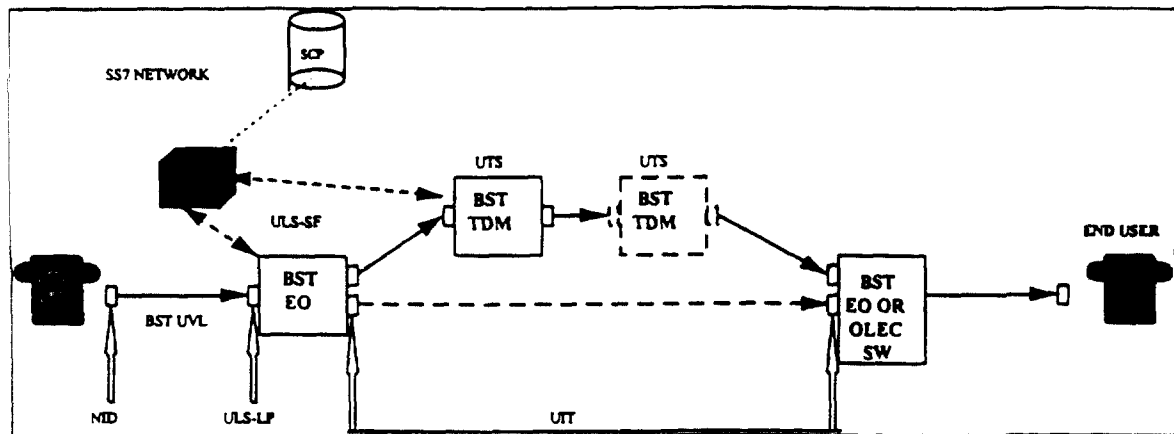 SCP
SS7 NETWORK
UTS
UTS
BST
TDM
BST
TDM
ULS-SF
END USER
BST
EO
BST
EO OR
OLEC
SW
BST UVL
NID
ULS-LP
UTT